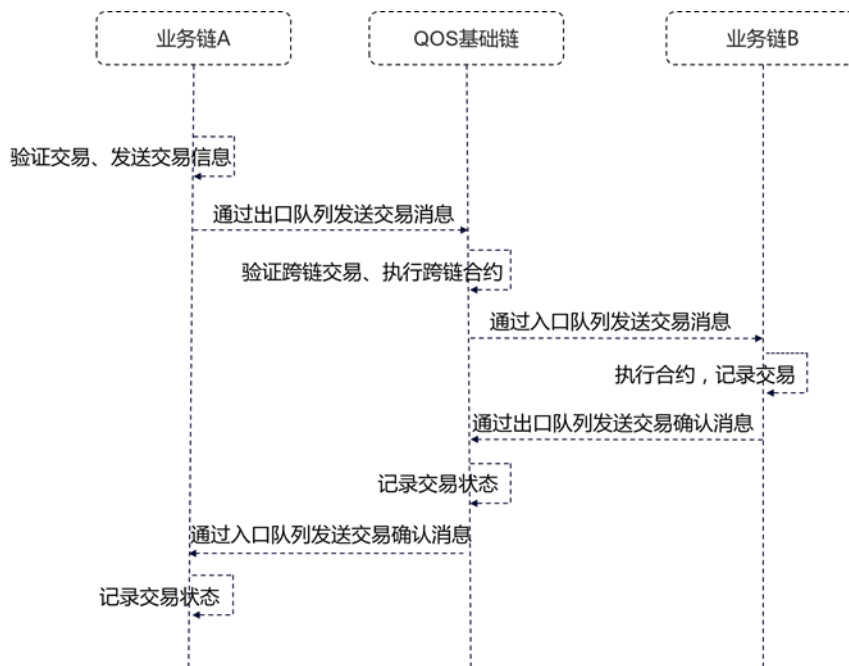 业务链A
QOS基础链
业务链B
验证交易、发送交易信息
通过出口队列发送交易消息
验证跨链交易、执行跨链合约
通过入口队列发送交易消息
执行合约，记录交易
通过出口队列发送交易确认消息
记录交易状态
通过入口队列发送交易确认消息
记录交易状态